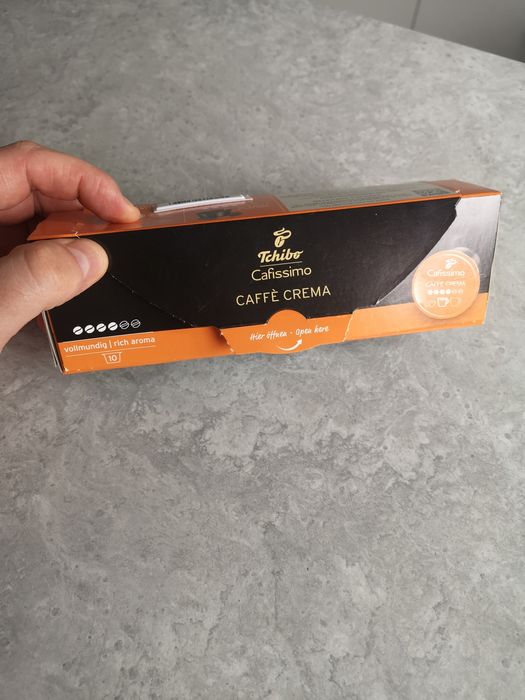 Tchibo
Cafissimo
CAFFÈ CREMA
Cafissimo
CAFFÈ CREMA
Hier öffnen - Open here
vollmundig | rich aroma
10